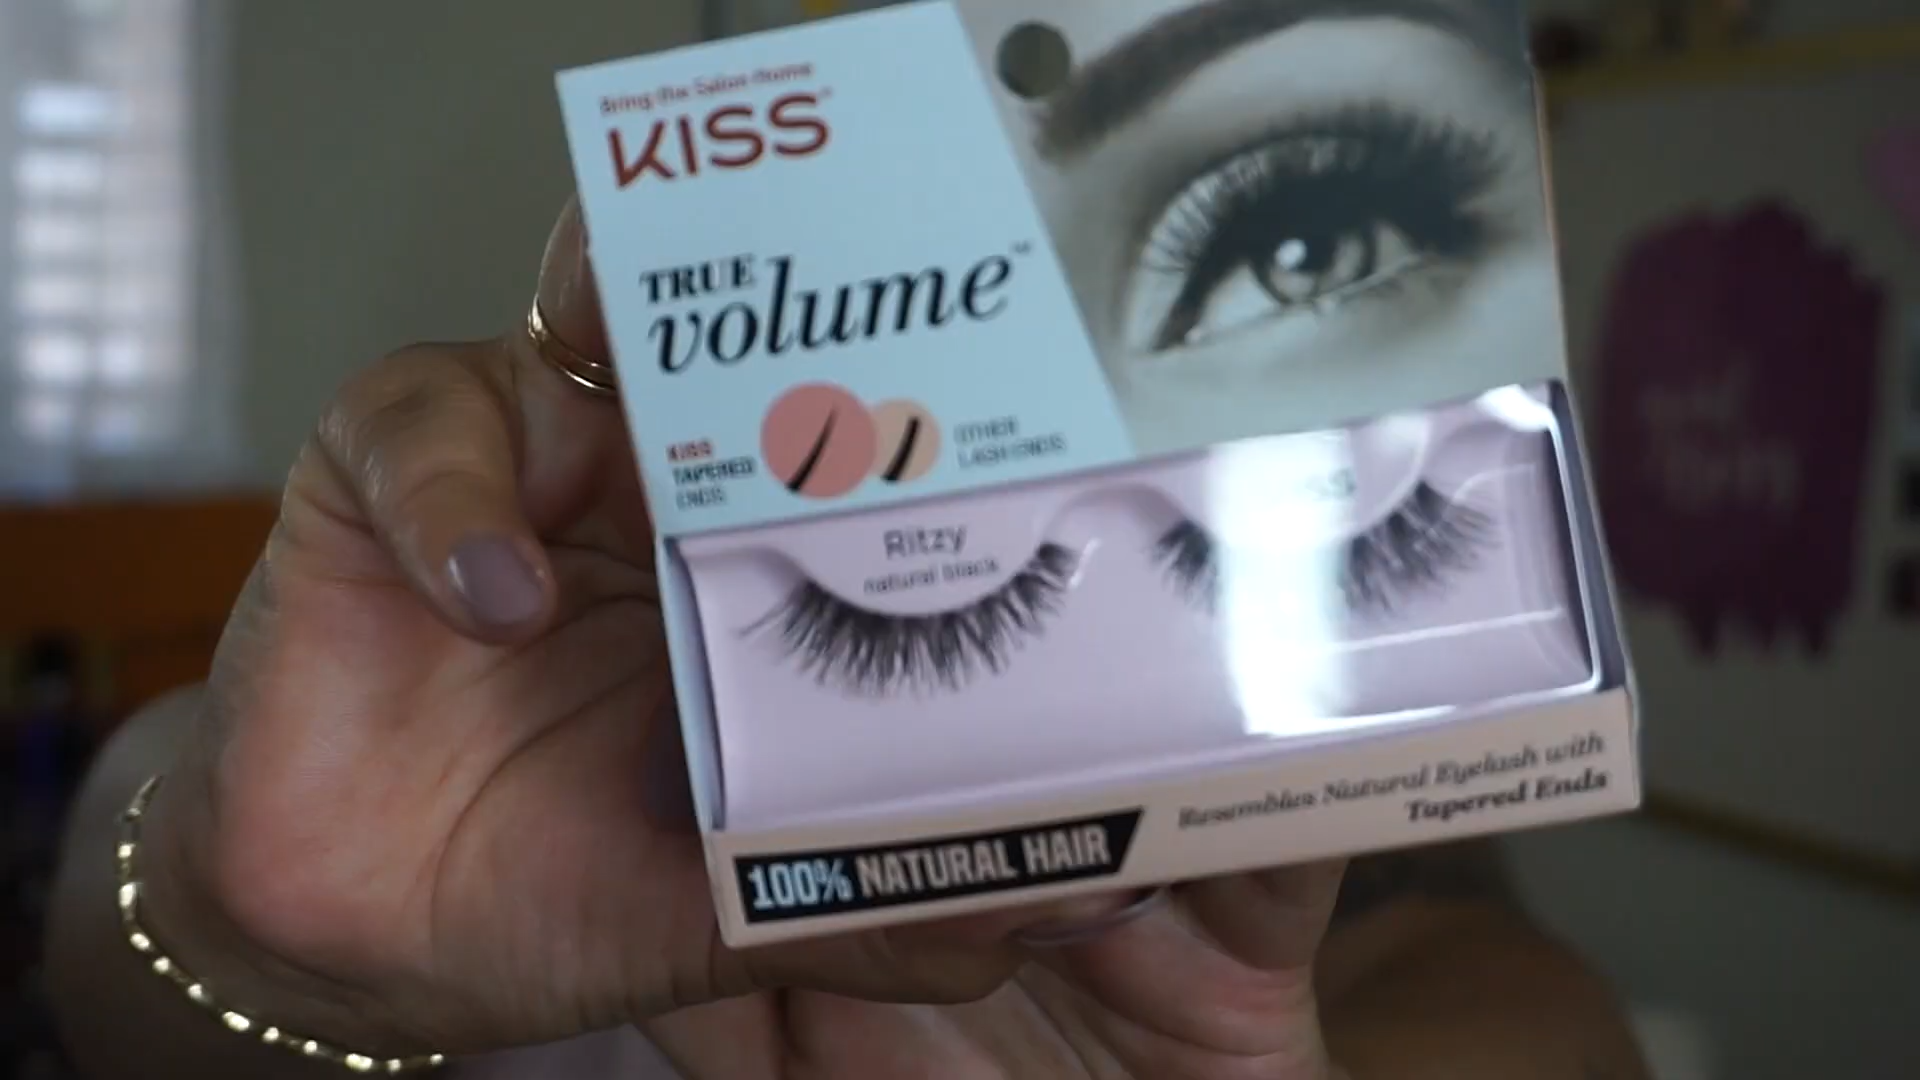 Bring the Salon Home
KISS
TRUE
volume™
KISS
TAPERED
ENDS
OTHER
LASH ENDS
Ritzy
natural black
Resembles Natural Eyelash with
Tapered Ends
100% NATURAL HAIR